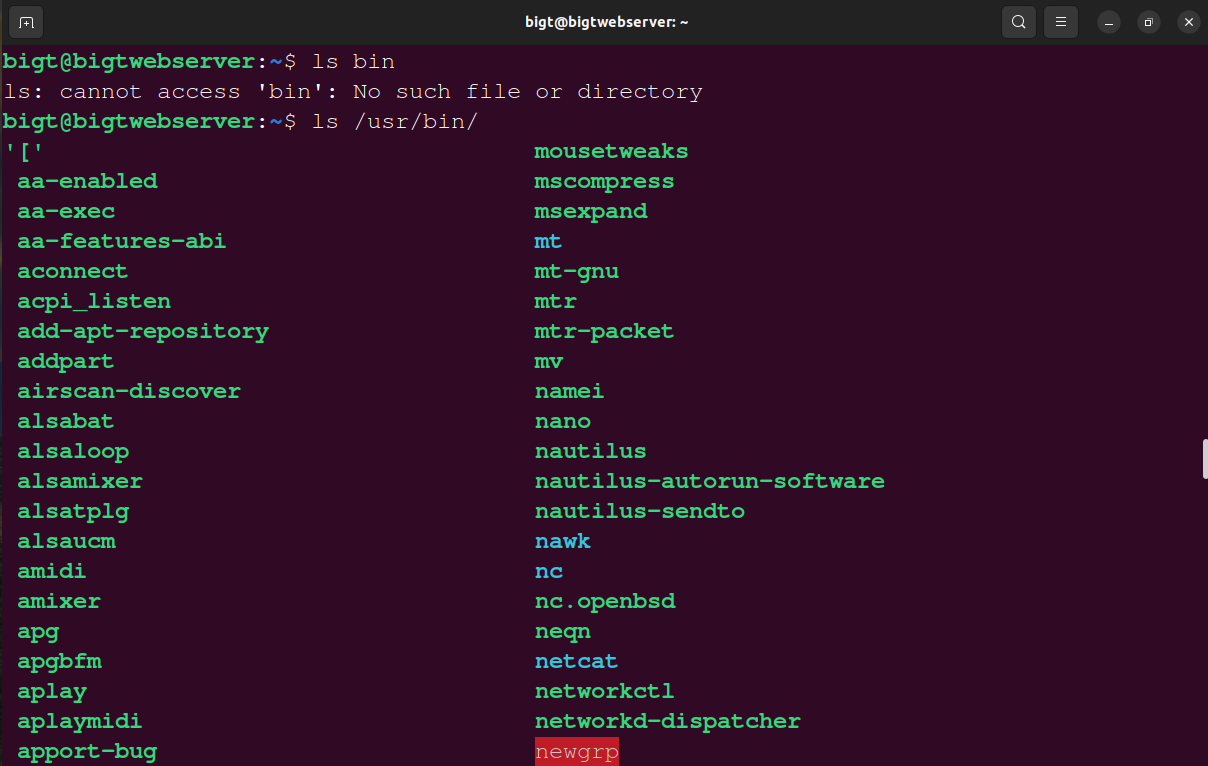 bigt@bigtwebserver: ~
bigt@bigtwebserver:~$ ls bin
ls: cannot access 'bin': No such file or directory
bigt@bigtwebserver:~$ ls /usr/bin/
'[' mousetweaks
aa-enabled mscompress
aa-exec msexpand
aa-features-abi mt
aconnect mt-gnu
acpi_listen mtr
add-apt-repository mtr-packet
addpart mv
airscan-discover namei
alsabat nano
alsaloop nautilus
alsamixer nautilus-autorun-software
alsatplg nautilus-sendto
alsaucm nawk
amidi nc
amixer nc.openbsd
apg neqn
apgbfm netcat
aplay networkctl
aplaymidi networkd-dispatcher
apport-bug newgrp